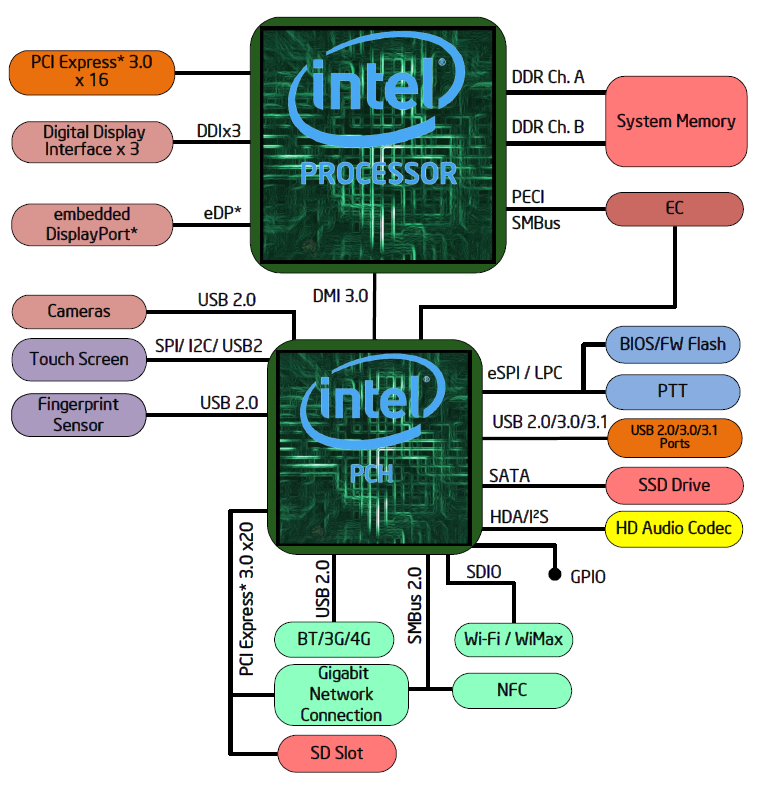 PCI Express* 3.0
x 16
Digital Display
Interface x 3
DDIx3
embedded
DisplayPort*
eDP*
intel®
PROCESSOR
DDR Ch. A
DDR Ch. B
System Memory
PECI
SMBus
EC
DMI 3.0
Cameras
USB 2.0
Touch Screen
SPI/ I2C/ USB2
Fingerprint
Sensor
USB 2.0
intel®
PCH
eSPI / LPC
BIOS/FW Flash
PTT
USB 2.0/3.0/3.1
USB 2.0/3.0/3.1
Ports
SATA
SSD Drive
HDA/I²S
HD Audio Codec
GPIO
SDIO
PCI Express* 3.0 x20
USB 2.0
SMBus 2.0
BT/3G/4G
Wi-Fi / WiMax
Gigabit
Network
Connection
NFC
SD Slot